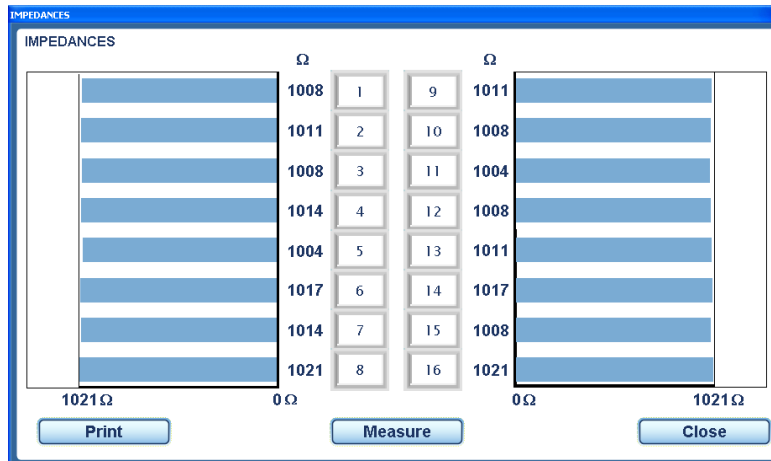 IMPEDANCES
IMPEDANCES
Ω Ω
1008 1 9 1011
1011 2 10 1008
1008 3 11 1004
1014 4 12 1008
1004 5 13 1011
1017 6 14 1017
1014 7 15 1008
1021 8 16 1021
1021Ω 0Ω 0Ω 1021Ω
Print Measure Close